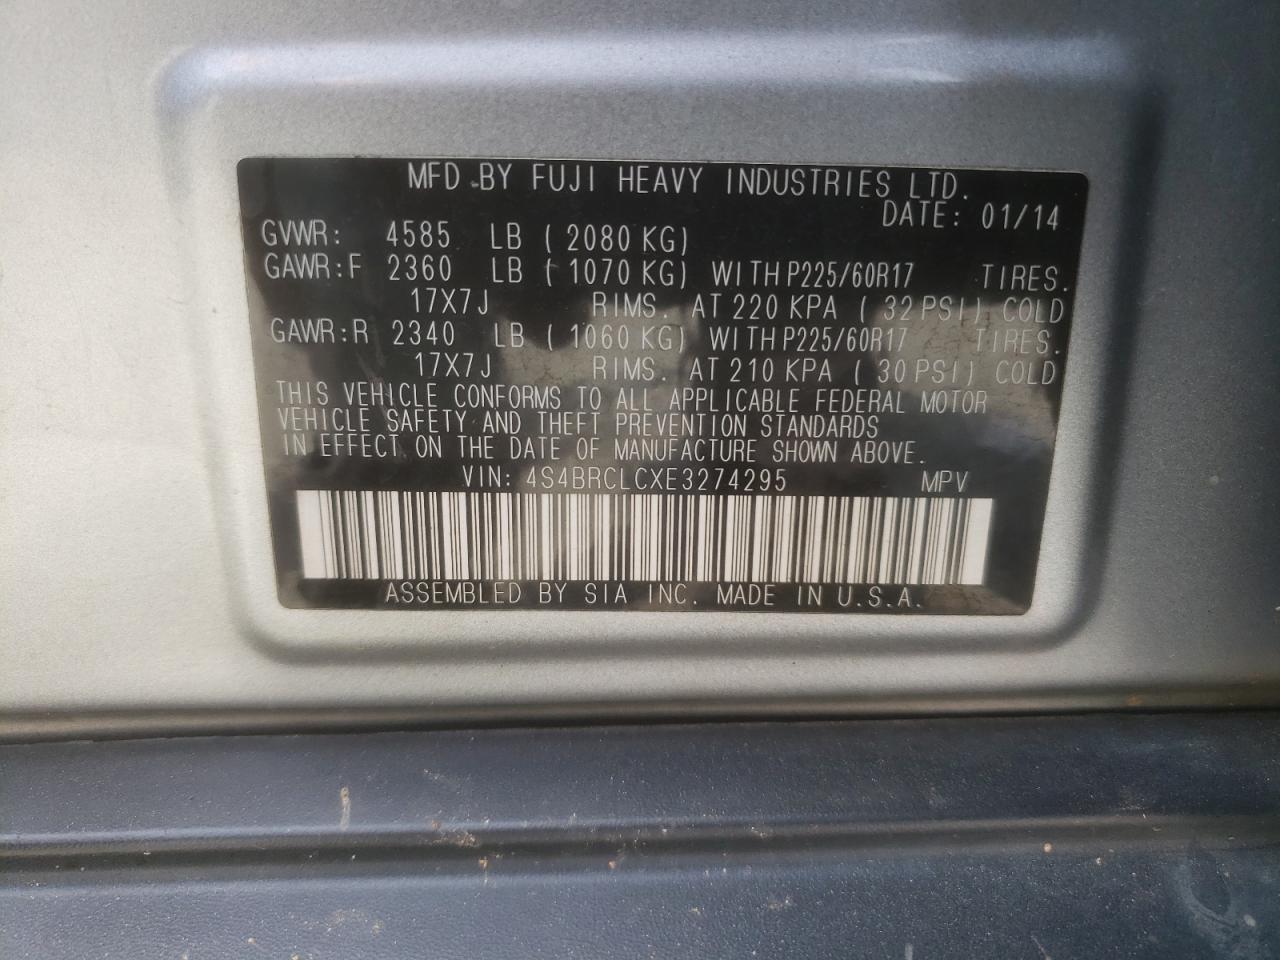 MFD.BY FUJI HEAVY INDUSTRIES LTD.
DATE: 01/14
GVWR: 4585 LB ( 2080 KG)
GAWR:F 2360 LB ( 1070 KG) WITH P225/60R17 TIRES.
17X7J RIMS. AT 220 KPA ( 32 PSI) COLD
GAWR:R 2340 LB ( 1060 KG) WITH P225/60R17 TIRES.
17X7J RIMS. AT 210 KPA ( 30 PSI) COLD
THIS VEHICLE CONFORMS TO ALL APPLICABLE FEDERAL MOTOR
VEHICLE SAFETY AND THEFT PREVENTION STANDARDS
IN EFFECT ON THE DATE OF MANUFACTURE SHOWN ABOVE.
VIN: 4S4BRCLCXE3274295 MPV
ASSEMBLED BY SIA INC. MADE IN U.S.A.